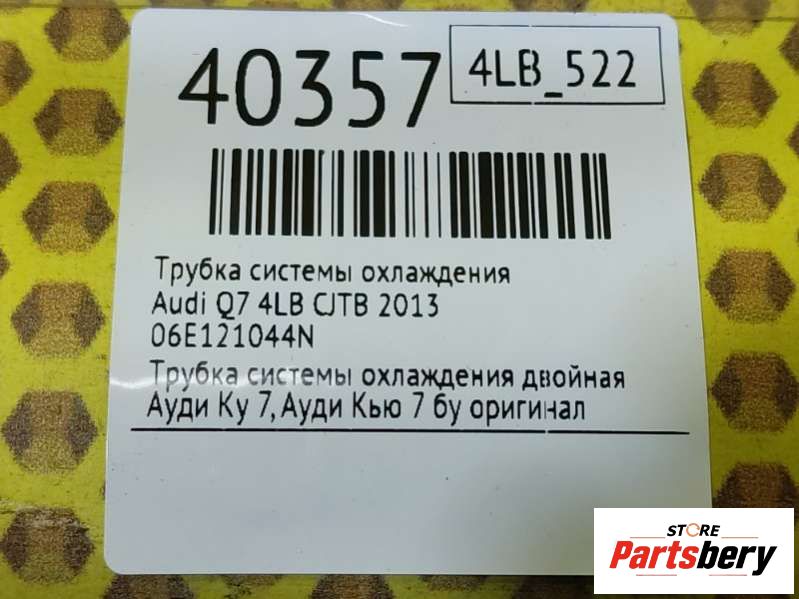 40357
4LB_522
Трубка системы охлаждения
Audi Q7 4LB CJTB 2013
06E121044N
Трубка системы охлаждения двойная
Ауди Ку 7, Ауди Кью 7 бу оригинал
STORE
Partsbery